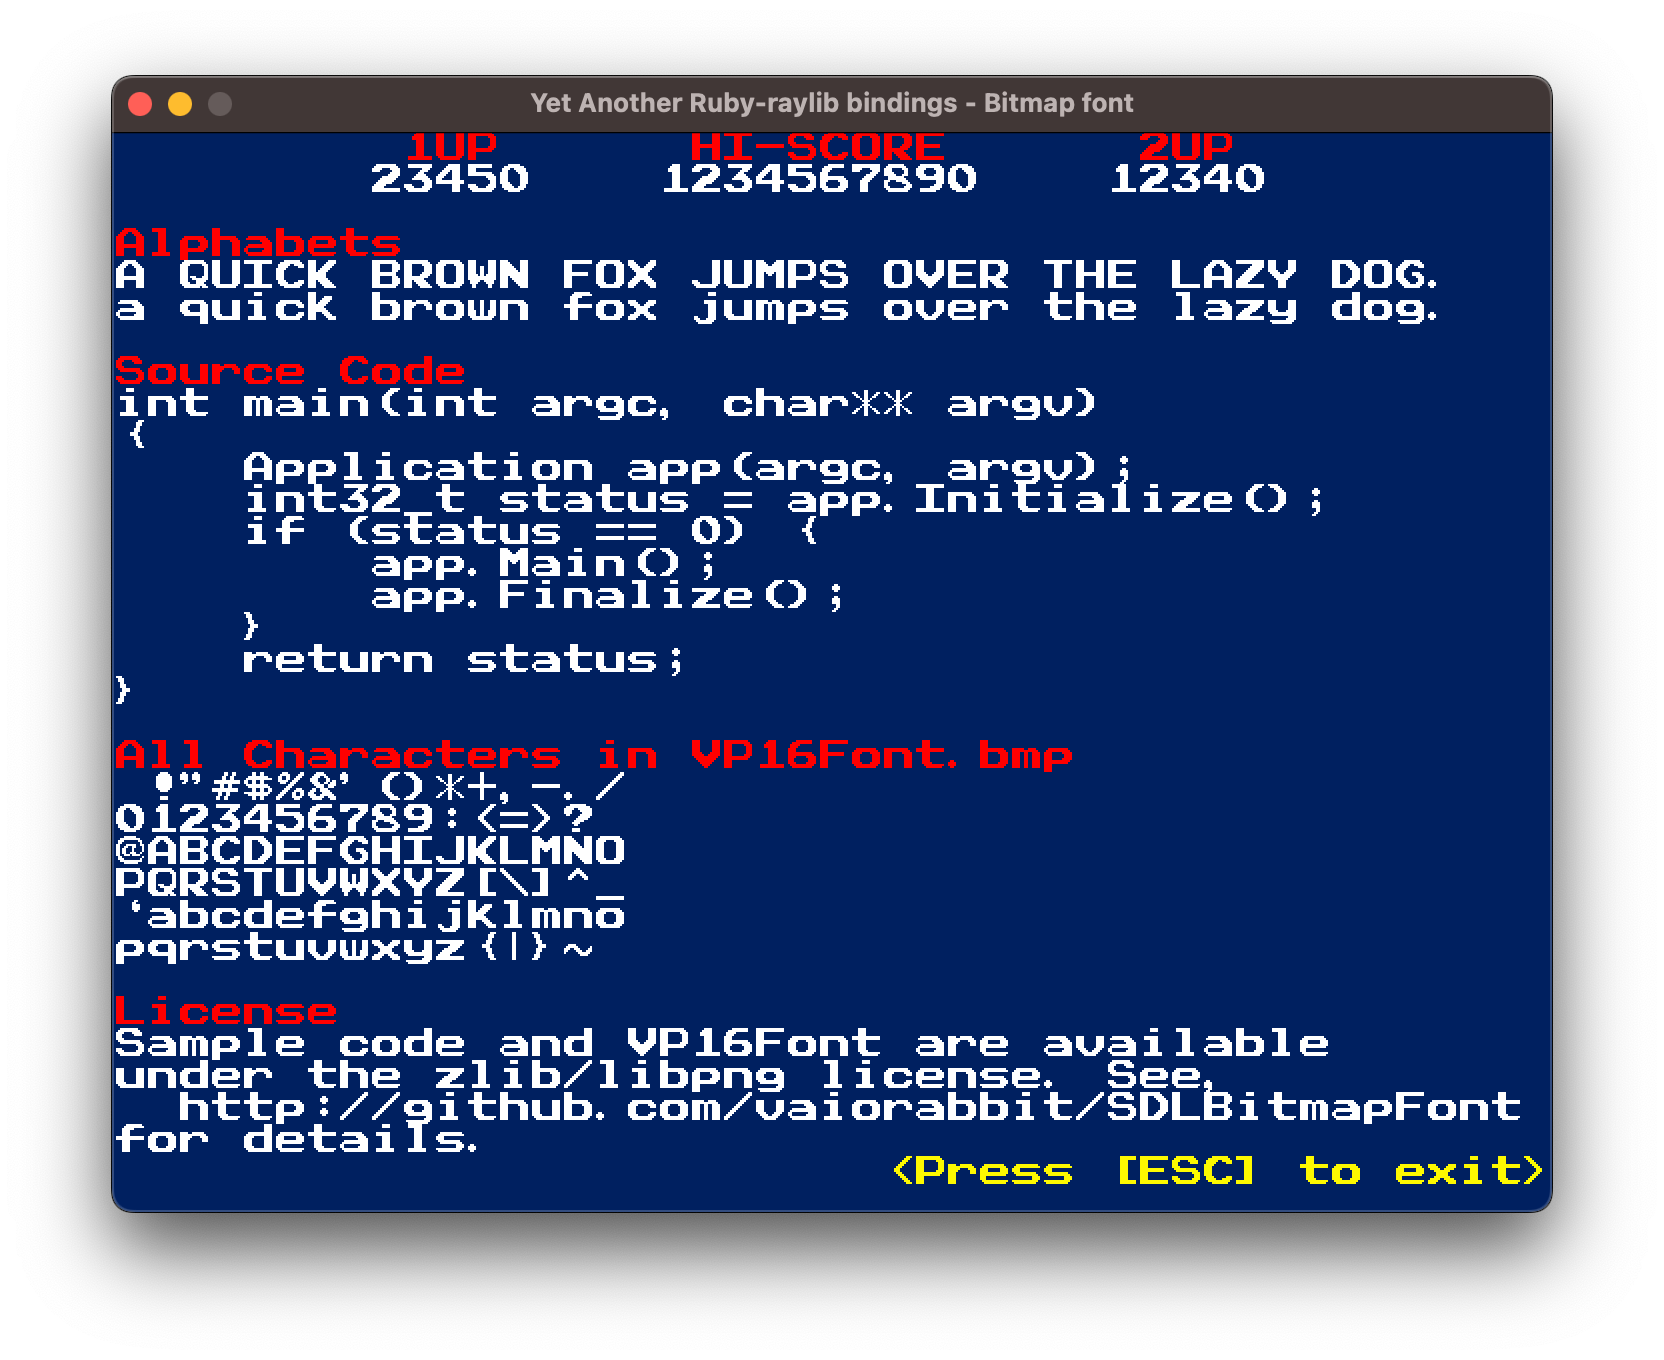 Yet Another Ruby-raylib bindings - Bitmap font
1UP HI-SCORE 2UP
23450 1234567890 12340
Alphabets
A QUICK BROWN FOX JUMPS OVER THE LAZY DOG.
a quick brown fox jumps over the lazy dog.
Source Code
int main(int argc, char** argv)
{
    Application app(argc, argv);
    int32_t status = app.Initialize();
    if (status == 0) {
        app.Main();
        app.Finalize();
    }
    return status;
}
All Characters in VP16Font.bmp
 !"#$%&'()*+,-./
0123456789:;<=>?
@ABCDEFGHIJKLMNO
PQRSTUVWXYZ[\]^_
`abcdefghijklmno
pqrstuvwxyz{|}~
License
Sample code and VP16Font are available
under the zlib/libpng license. See,
  http://github.com/vaiorabbit/SDLBitmapFont
for details.
<Press [ESC] to exit>